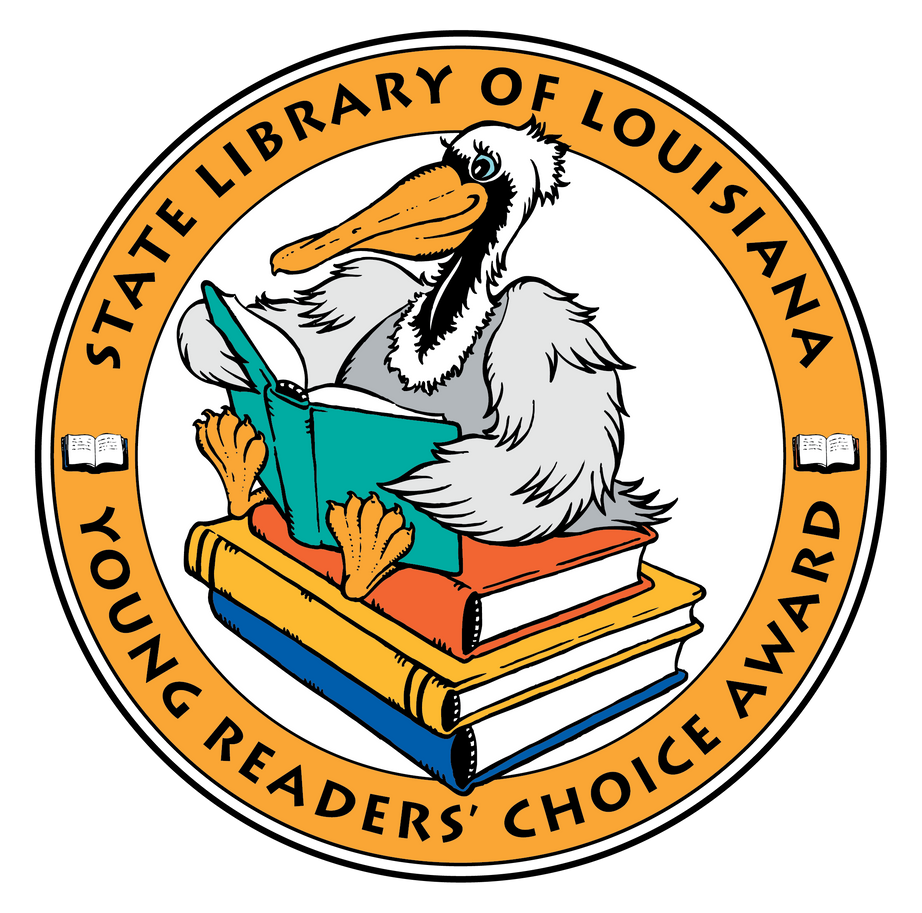 STATE LIBRARY OF LOUISIANA
YOUNG READERS' CHOICE AWARD